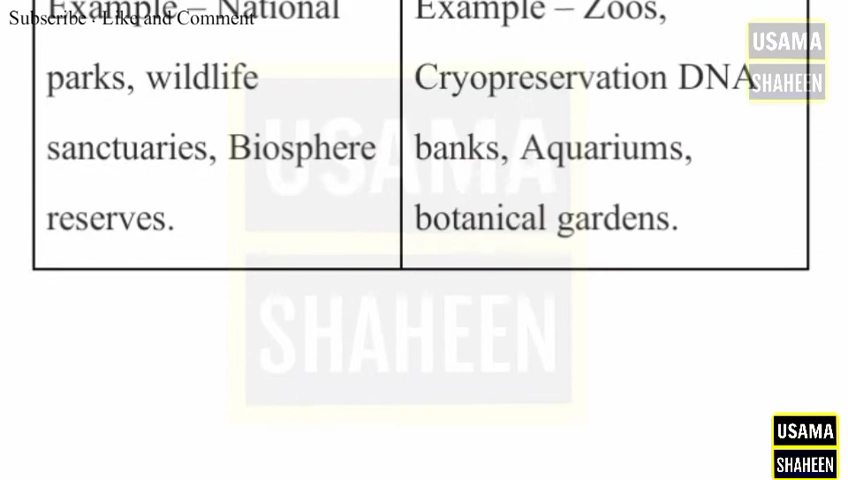 Subscribe : Like and Comment
Example – National
parks, wildlife
sanctuaries, Biosphere
reserves.
Example – Zoos,
Cryopreservation DNA
banks, Aquariums,
botanical gardens.
USAMA
SHAHEEN
USAMA
SHAHEEN
USAMA
SHAHEEN